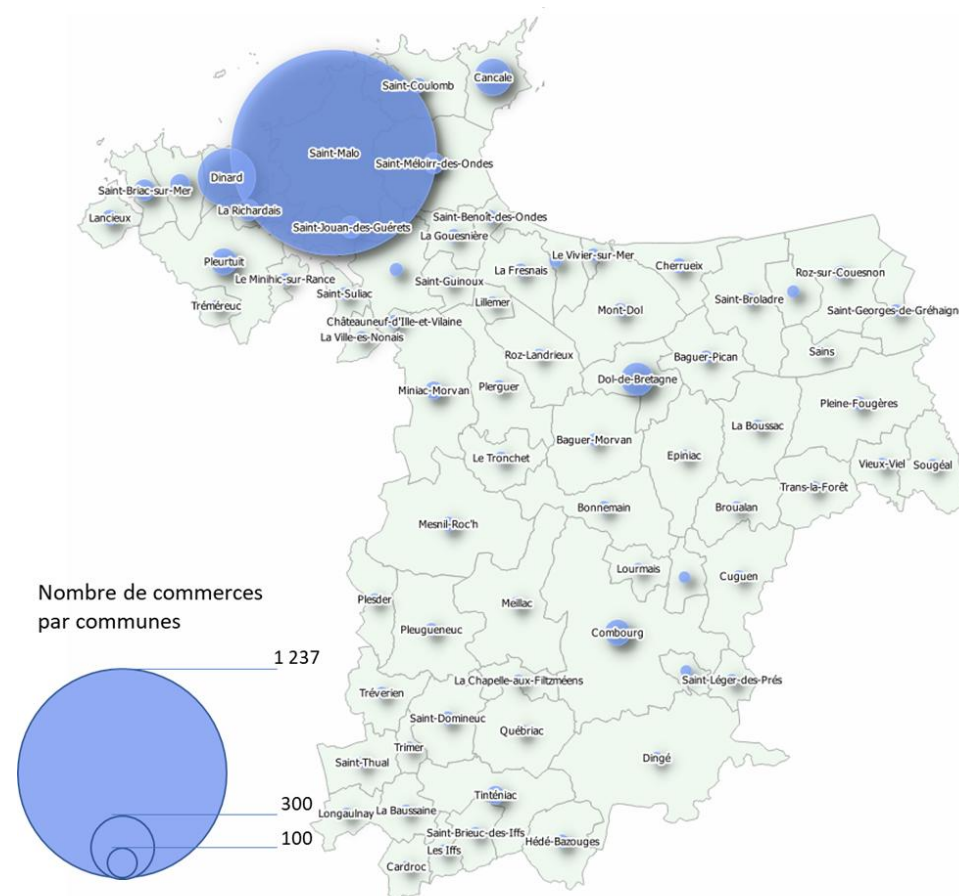 Cancale
Saint-Coulomb
Saint-Malo
Saint-Méloirr-des-Ondes
Dinard
Saint-Briac-sur-Mer
La Richardais
Lancieux
Saint-Benoît-des-Ondes
Saint-Jouan-des-Guérets
La Gouesnière
Le Vivier-sur-Mer
Pleurtuit
La Fresnais
Cherrueix
Roz-sur-Couesnon
Le Minihic-sur-Rance
Saint-Guinoux
Saint-Suliac
Saint-Broladre
Trémereuc
Lillemer
Mont-Dol
Saint-Georges-de-Gréhaign
Châteauneuf-d'Ille-et-Vilaine
La Ville-es-Nonais
Roz-Landrieux
Baguer-Pican
Sains
Dol-de-Bretagne
Miniac-Morvan
Plerguer
Pleine-Fougères
La Boussac
Baguer-Morvan
Le Tronchet
Epiniac
Vieux-Viel
Sougéal
Trans-la-Forêt
Bonnemain
Broualan
Mesnil-Roc'h
Lourmais
Cuguen
Nombre de commerces
par communes
Plesder
Meillac
Pleugueneuc
Combourg
1 237
La Chapelle-aux-Filtzméens
Saint-Léger-des-Prés
Tréverien
Saint-Domineuc
Québriac
Trimer
Saint-Thual
Dingé
Tinténiac
300
Longaulnay
La Baussaine
100
Saint-Brieuc-des-Iffs
Hédé-Bazouges
Les Iffs
Cardroc